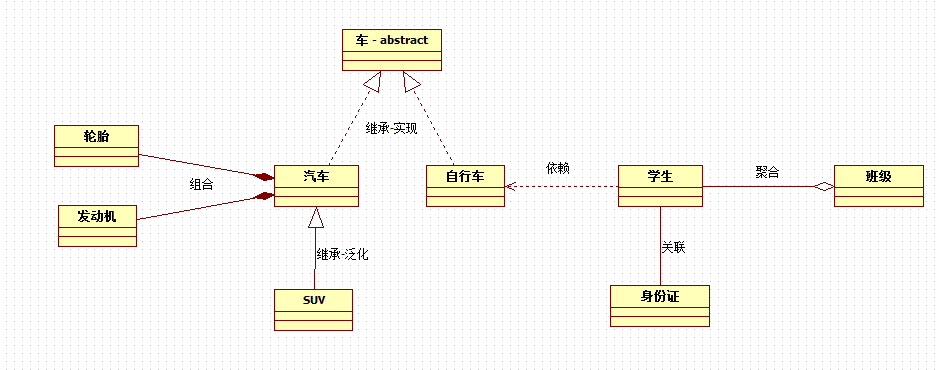 车 - abstract
继承-实现
轮胎
组合
汽车
自行车
依赖
学生
聚合
班级
发动机
继承-泛化
关联
SUV
身份证